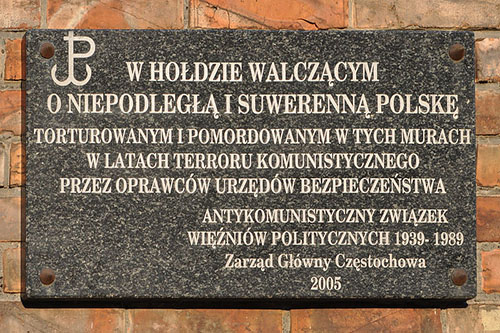 W HOŁDZIE WALCZĄCYM
O NIEPODLEGŁĄ I SUWERENNĄ POLSKĘ
TORTUROWANYM I POMORDOWANYM W TYCH MURACH
W LATACH TERRORU KOMUNISTYCZNEGO
PRZEZ OPRAWCÓW URZĘDÓW BEZPIECZEŃSTWA
ANTYKOMUNISTYCZNY ZWIĄZEK
WIĘŹNIÓW POLITYCZNYCH 1939- 1989
Zarząd Główny Częstochowa
2005